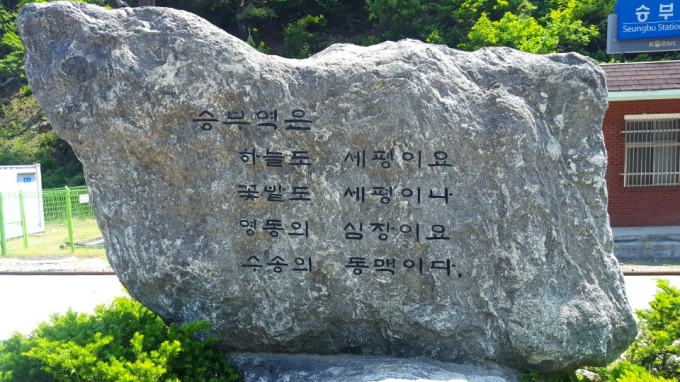 승부
Seungbu Station
KORAIL
승부역은
하늘도 세평이요
꽃밭도 세평이나
영동의 심장이요
수송의 동맥이다.